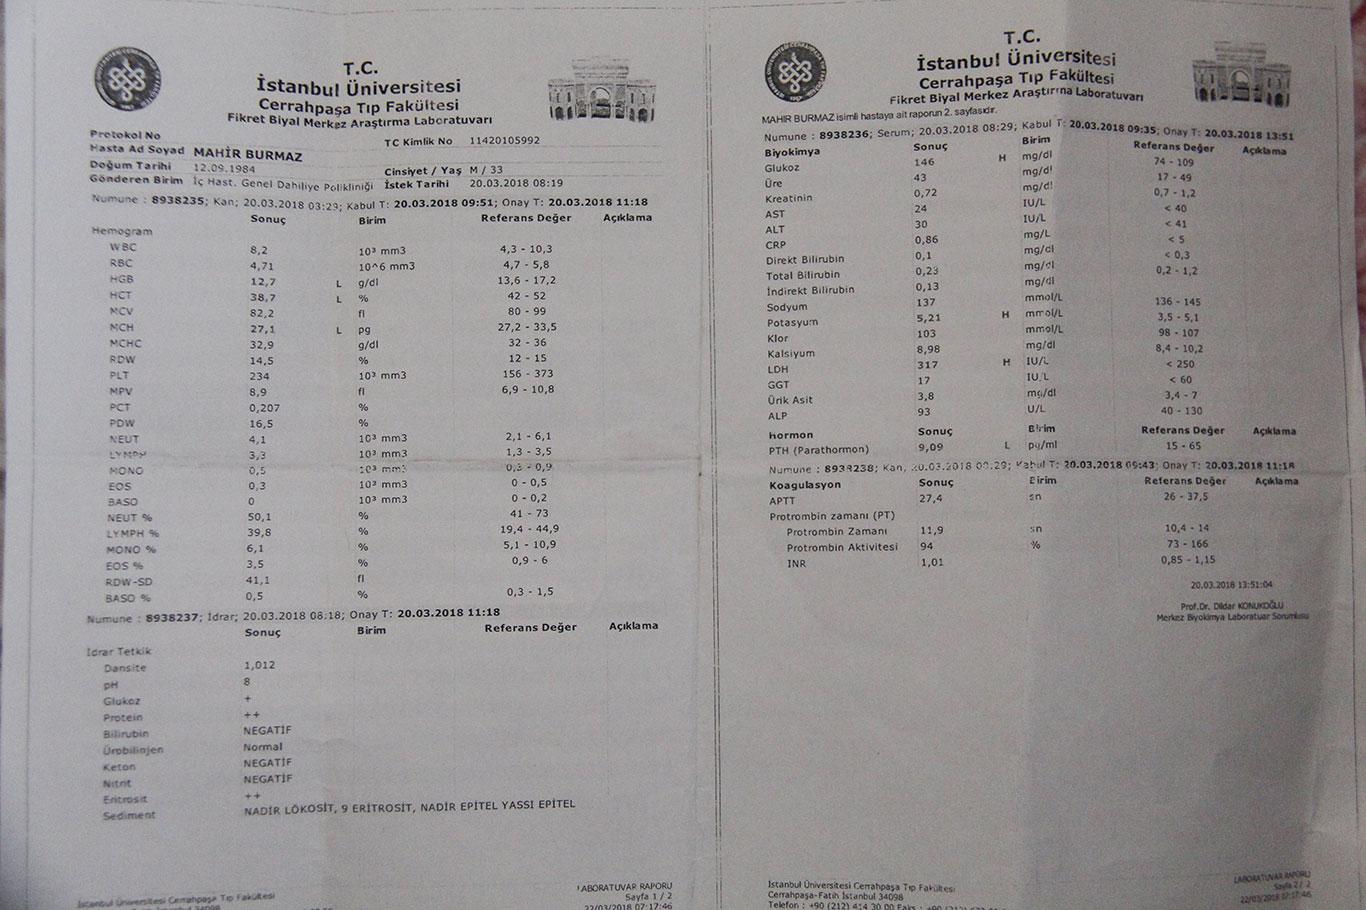 T.C.
İstanbul Üniversitesi
Cerrahpaşa Tıp Fakültesi
Fikret Biyal Merkez Araştırma Laboratuvarı
Protokol No
TC Kimlik No 11420105992
Hasta Ad Soyad MAHİR BURMAZ
Doğum Tarihi 12.09.1984 Cinsiyet / Yaş M / 33
Gönderen Birim İç Hast. Genel Dahiliye Polikliniği İstek Tarihi 20.03.2018 08:19
Numune : 8938235; Kan; 20.03.2018 Kabul T: 20.03.2018 09:51; Onay T: 20.03.2018 11:18
Sonuç Birim Referans Değer Açıklama
Hemogram
WBC 8,2 10³ mm3 4,3 - 10,3
RBC 4,71 10^6 mm3 4,7 - 5,8
HGB 12,7 L g/dl 13,6 - 17,2
HCT 38,7 L % 42 - 52
MCV 82,2 fl 80 - 99
MCH 27,1 L pg 27,2 - 33,5
MCHC 32,9 g/dl 32 - 36
RDW 14,5 % 12 - 15
PLT 234 10³ mm3 156 - 373
MPV 8,9 fl 6,9 - 10,8
PCT 0,207 %
PDW 16,5 %
NEUT 4,1 10³ mm3 2,1 - 6,1
LYMPH 3,3 10³ mm3 1,3 - 3,5
MONO 0,5 10³ mm3 0,3 - 0,9
EOS 0,3 10³ mm3 0 - 0,5
BASO 0 10³ mm3 0 - 0,2
NEUT % 50,1 % 41 - 73
LYMPH % 39,8 % 19,4 - 44,9
MONO % 6,1 % 5,1 - 10,9
EOS % 3,5 % 0,9 - 6
RDW-SD 41,1 fl
BASO % 0,5 % 0,3 - 1,5
Numune : 8938237; İdrar; 20.03.2018 08:18; Onay T: 20.03.2018 11:18
Sonuç Birim Referans Değer Açıklama
İdrar Tetkik
Dansite 1,012
pH 8
Glukoz +
Protein ++
Bilirubin NEGATİF
Ürobilinjen Normal
Keton NEGATİF
Nitrit NEGATİF
Eritrosit ++
Sediment NADİR LÖKOSİT, 9 ERİTROSİT, NADİR EPİTEL YASSI EPİTEL
İstanbul Üniversitesi Cerrahpaşa Tıp Fakültesi
LABORATUVAR RAPORU
Sayfa 1 / 2
22/03/2018 07:17:46
T.C.
İstanbul Üniversitesi
Cerrahpaşa Tıp Fakültesi
Fikret Biyal Merkez Araştırma Laboratuvarı
MAHIR BURMAZ isimli hastaya ait raporun 2. sayfasıdır.
Numune : 8938236; Serum; 20.03.2018 08:29; Kabul T: 20.03.2018 09:35; Onay T: 20.03.2018 13:51
Biyokimya Sonuç Birim Referans Değer Açıklama
Glukoz 146 H mg/dl 74 - 109
Üre 43 mg/dl 17 - 49
Kreatinin 0,72 mg/dl 0,7 - 1,2
AST 24 IU/L < 40
ALT 30 IU/L < 41
CRP 0,86 mg/L < 5
Direkt Bilirubin 0,1 mg/dl < 0,3
Total Bilirubin 0,23 mg/dl 0,2 - 1,2
İndirekt Bilirubin 0,13 mg/dl
Sodyum 137 mmol/L 136 - 145
Potasyum 5,21 H mmol/L 3,5 - 5,1
Klor 103 mmol/L 98 - 107
Kalsiyum 8,98 mg/dl 8,4 - 10,2
LDH 317 H IU/L < 250
GGT 17 IU/L < 60
Ürik Asit 3,8 mg/dl 3,4 - 7
ALP 93 U/L 40 - 130
Hormon Sonuç Birim Referans Değer Açıklama
PTH (Parathormon) 9,09 L pg/ml 15 - 65
Numune : 8938238; Kan; 20.03.2018 Kabul T: 20.03.2018 09:43; Onay T: 20.03.2018 11:18
Koagulasyon Sonuç Birim Referans Değer Açıklama
APTT 27,4 sn 26 - 37,5
Protrombin zamanı (PT)
Protrombin Zamanı 11,9 sn 10,4 - 14
Protrombin Aktivitesi 94 % 73 - 166
INR 1,01 0,85 - 1,15
20.03.2018 13:51:04
Prof.Dr. Dildar KONUKOĞLU
Merkez Biyokimya Laboratuar Sorumlusu
İstanbul Üniversitesi Cerrahpaşa Tıp Fakültesi
Cerrahpaşa-Fatih İstanbul 34098
Telefon : +90 (212) 414 30 00 Faks :
LABORATUVAR RAPORU
Sayfa 2 / 2
22/03/2018 07:17:46